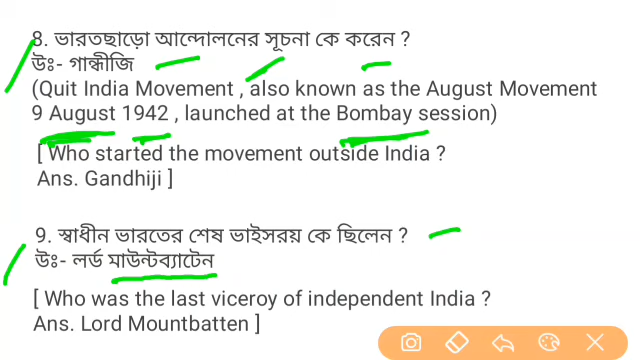 8. ভারতছাড়ো আন্দোলনের সূচনা কে করেন ?
উঃ- গান্ধীজি
(Quit India Movement , also known as the August Movement
9 August 1942 , launched at the Bombay session)
[ Who started the movement outside India ?
Ans. Gandhiji ]
9. স্বাধীন ভারতের শেষ ভাইসরয় কে ছিলেন ?
উঃ- লর্ড মাউন্টব্যাটেন
[ Who was the last viceroy of independent India ?
Ans. Lord Mountbatten ]